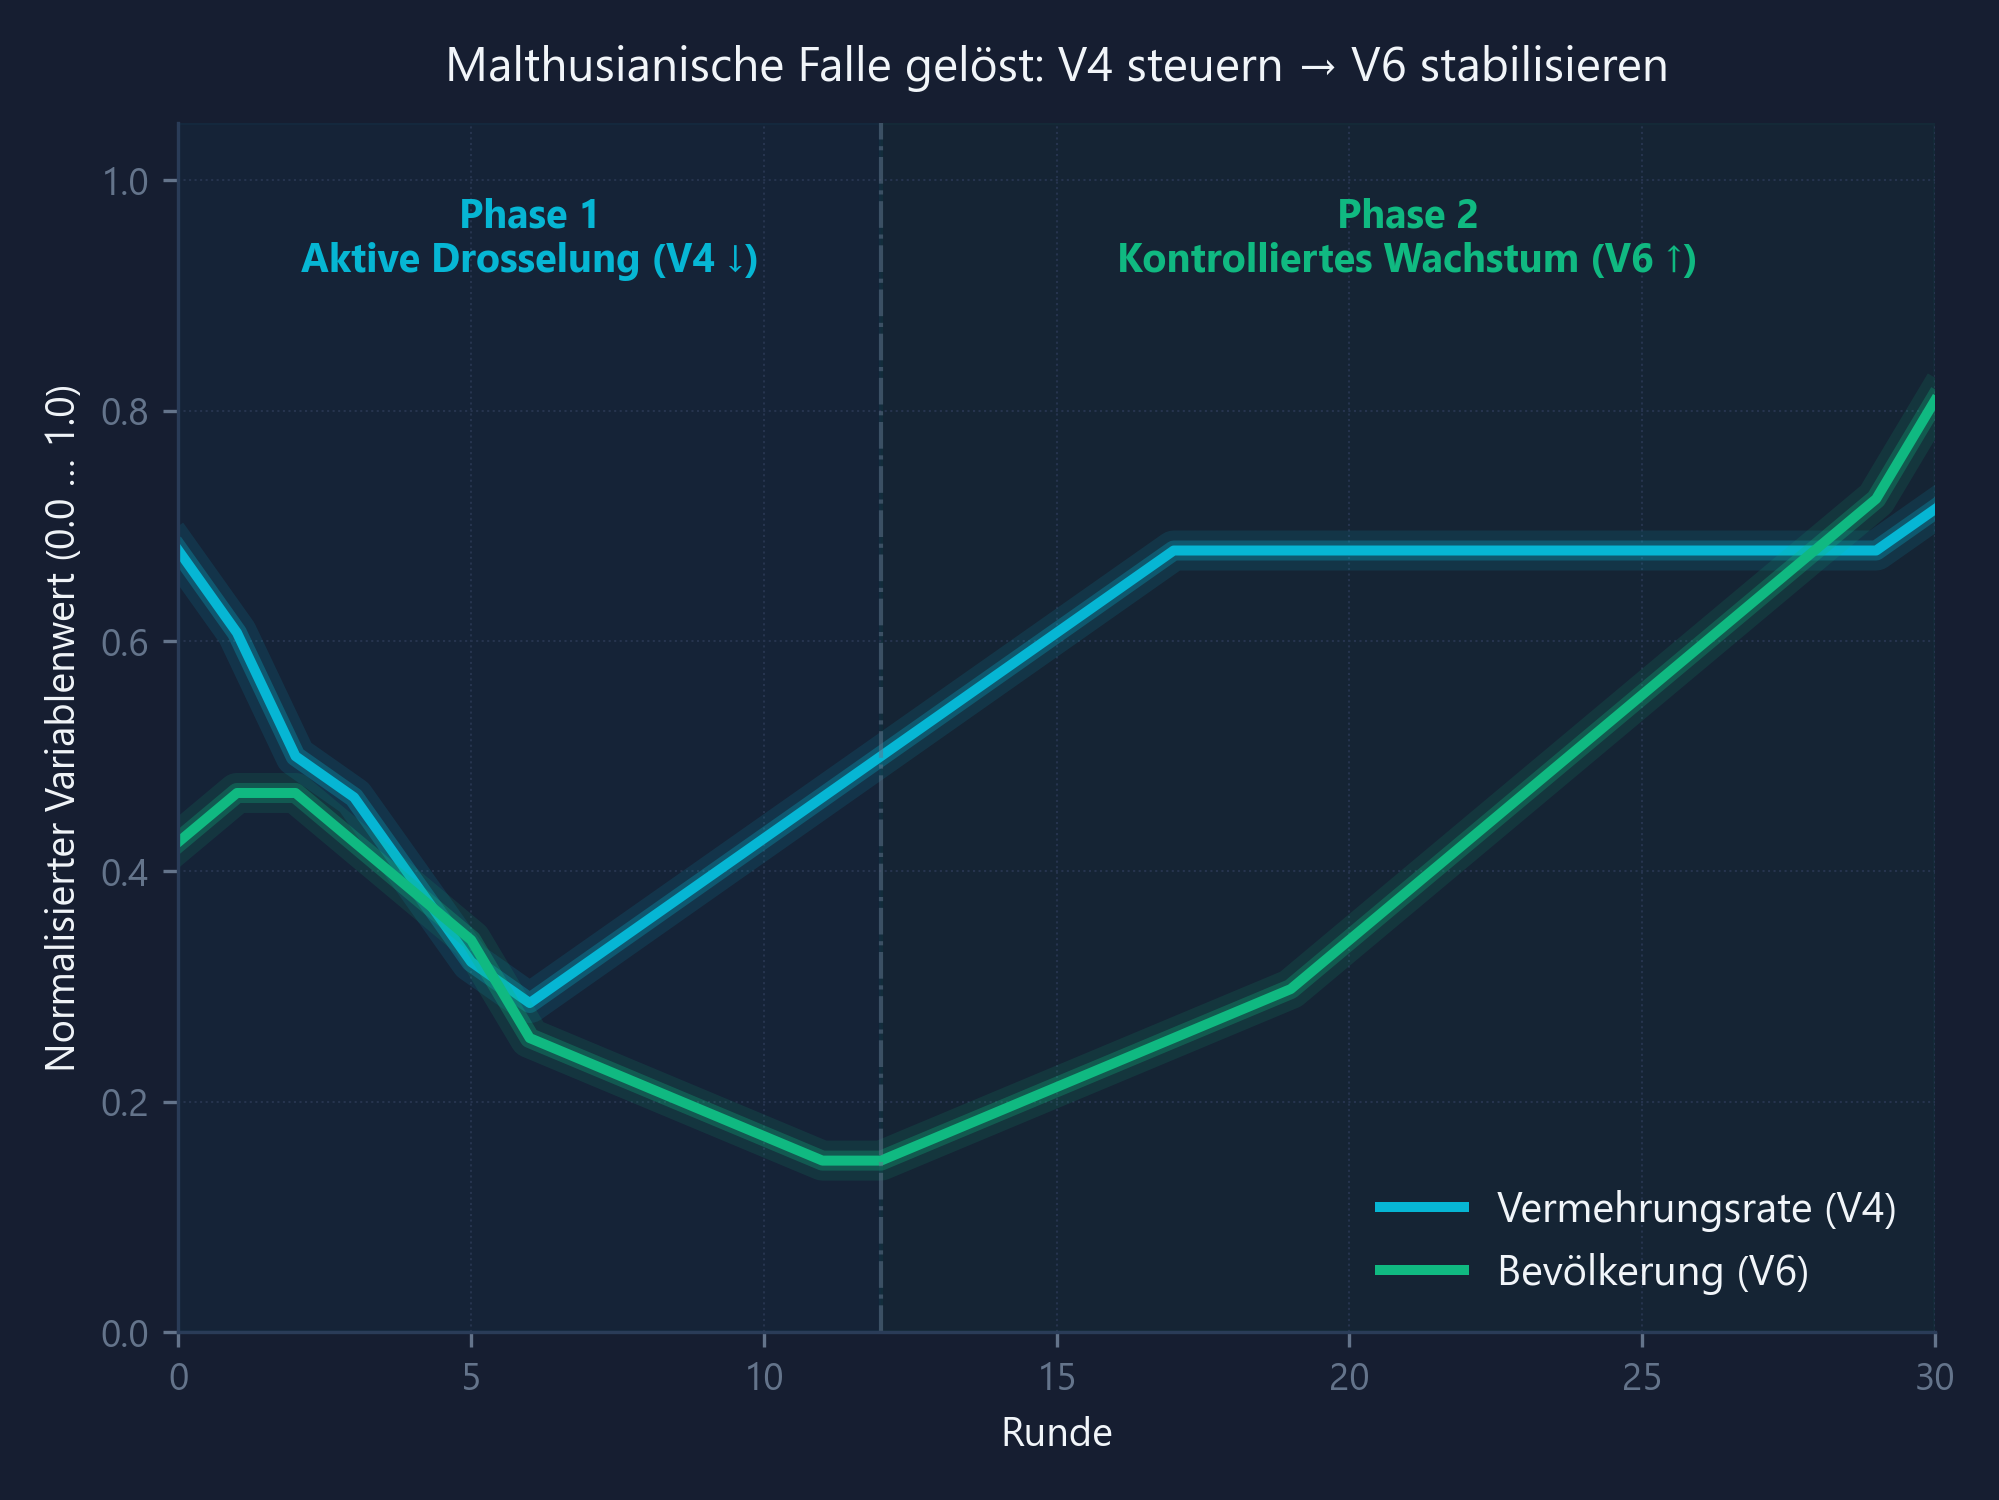 Malthusianische Falle gelöst: V4 steuern → V6 stabilisieren
Phase 1
Aktive Drosselung (V4 ↓)
Phase 2
Kontrolliertes Wachstum (V6 ↑)
Normalisierter Variablenwert (0.0 ... 1.0)
1.0
0.8
0.6
0.4
0.2
0.0
Vermehrungsrate (V4)
Bevölkerung (V6)
0 5 10 15 20 25 30
Runde